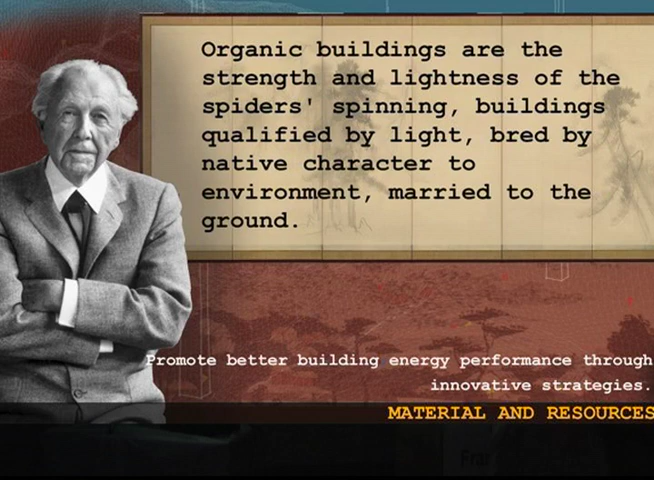 Organic buildings are the
strength and lightness of the
spiders' spinning, buildings
qualified by light, bred by
native character to
environment, married to the
ground.
Promote better building energy performance through
innovative strategies.
MATERIAL AND RESOURCES